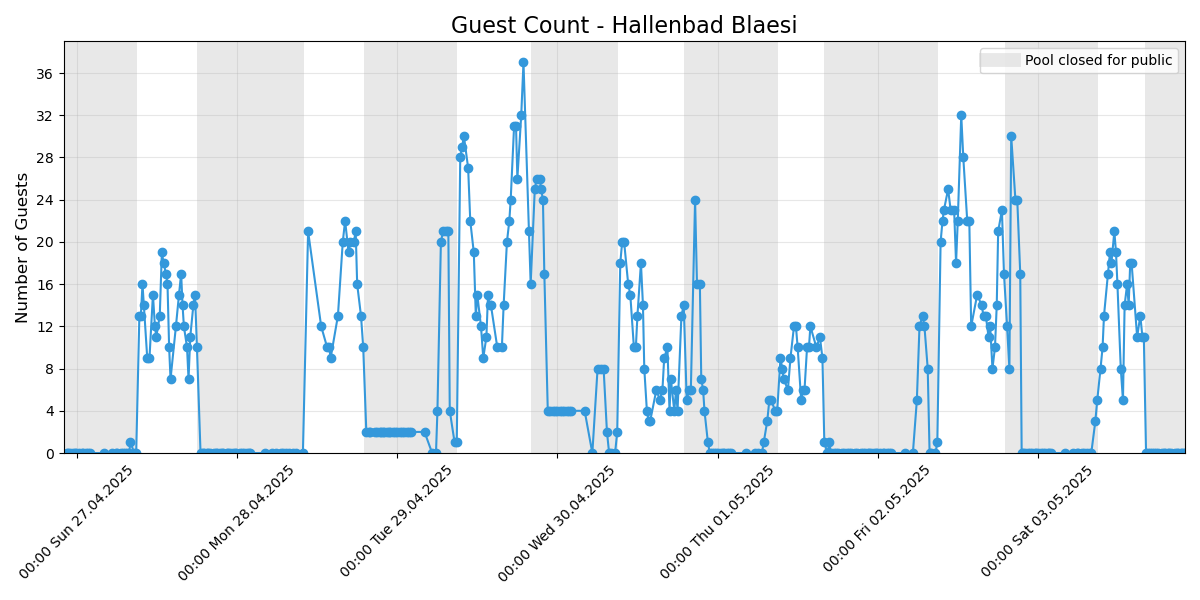 Guest Count - Hallenbad Blaesi
Pool closed for public
Number of Guests
36
32
28
24
20
16
12
8
4
0
00:00 Sun 27.04.2025
00:00 Mon 28.04.2025
00:00 Tue 29.04.2025
00:00 Wed 30.04.2025
00:00 Thu 01.05.2025
00:00 Fri 02.05.2025
00:00 Sat 03.05.2025